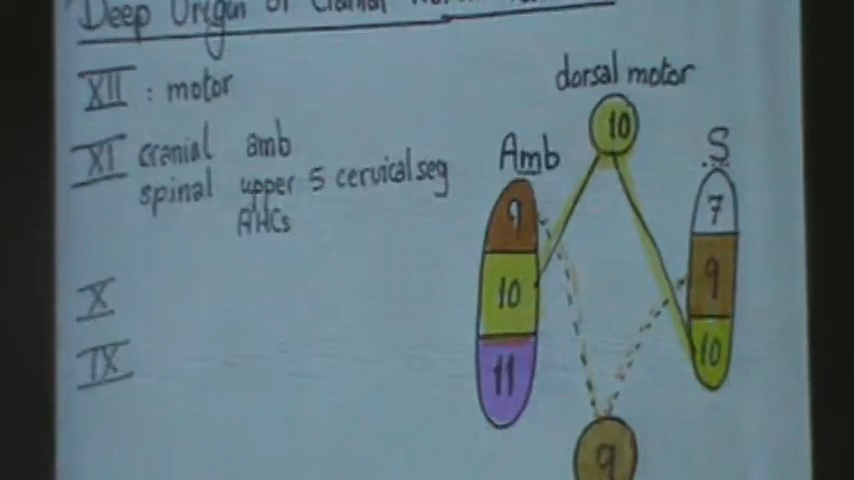 Deep Origin of Cranial
XII : motor
XI cranial amb
spinal upper 5 cervical seg
AHCs
X
IX
dorsal motor
10
Amb
9
10
11
S
7
9
10
9